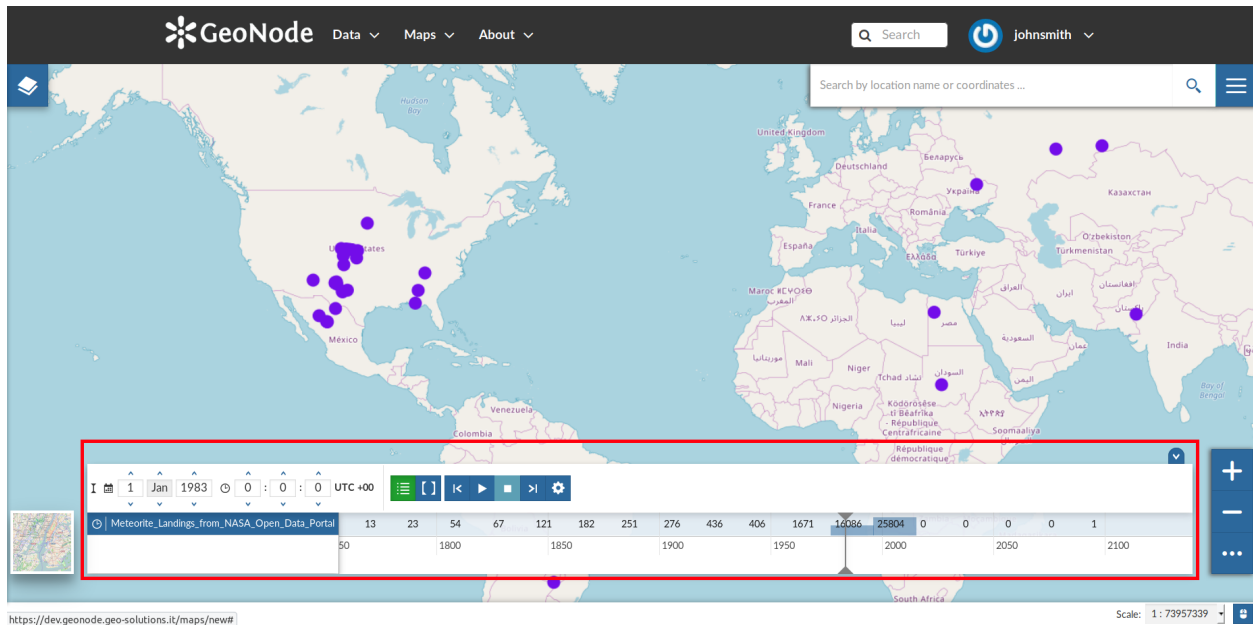 GeoNode Data Maps About Search johnsmith
Search by location name or coordinates ...
Hudson
Bay
United Kingdom
Deutschland
Беларусь
Україна
Казахстан
France
România
Italia
España
Ελλάδα
Türkiye
O'zbekiston
Türkmenistan
افغانستان
ایران
العراق
Maroc ⵍⵎⵖⵔⵉⴱ
المغرب
الجزائر
ليبيا
مصر
السعودية
عمان
India
México
موريتانيا
Mali
Niger
Tchad تشاد
السودان
اليمن
Bay of
Bengal
Nigeria
Ködörösêse
tî Bêafrîka
- République
Centrafricaine
Soomaaliya
Venezuela
Colombia
République
démocratique
1 Jan 1983 0 : 0 : 0 UTC +00
Meteorite_Landings_from_NASA_Open_Data_Portal 13 23 54 67 121 182 251 276 436 406 1671 16086 25804 0 0 0 0 1
50 1800 1850 1900 1950 2000 2050 2100
South Africa
https://dev.geonode.geo-solutions.it/maps/new#
Scale: 1 : 73957339